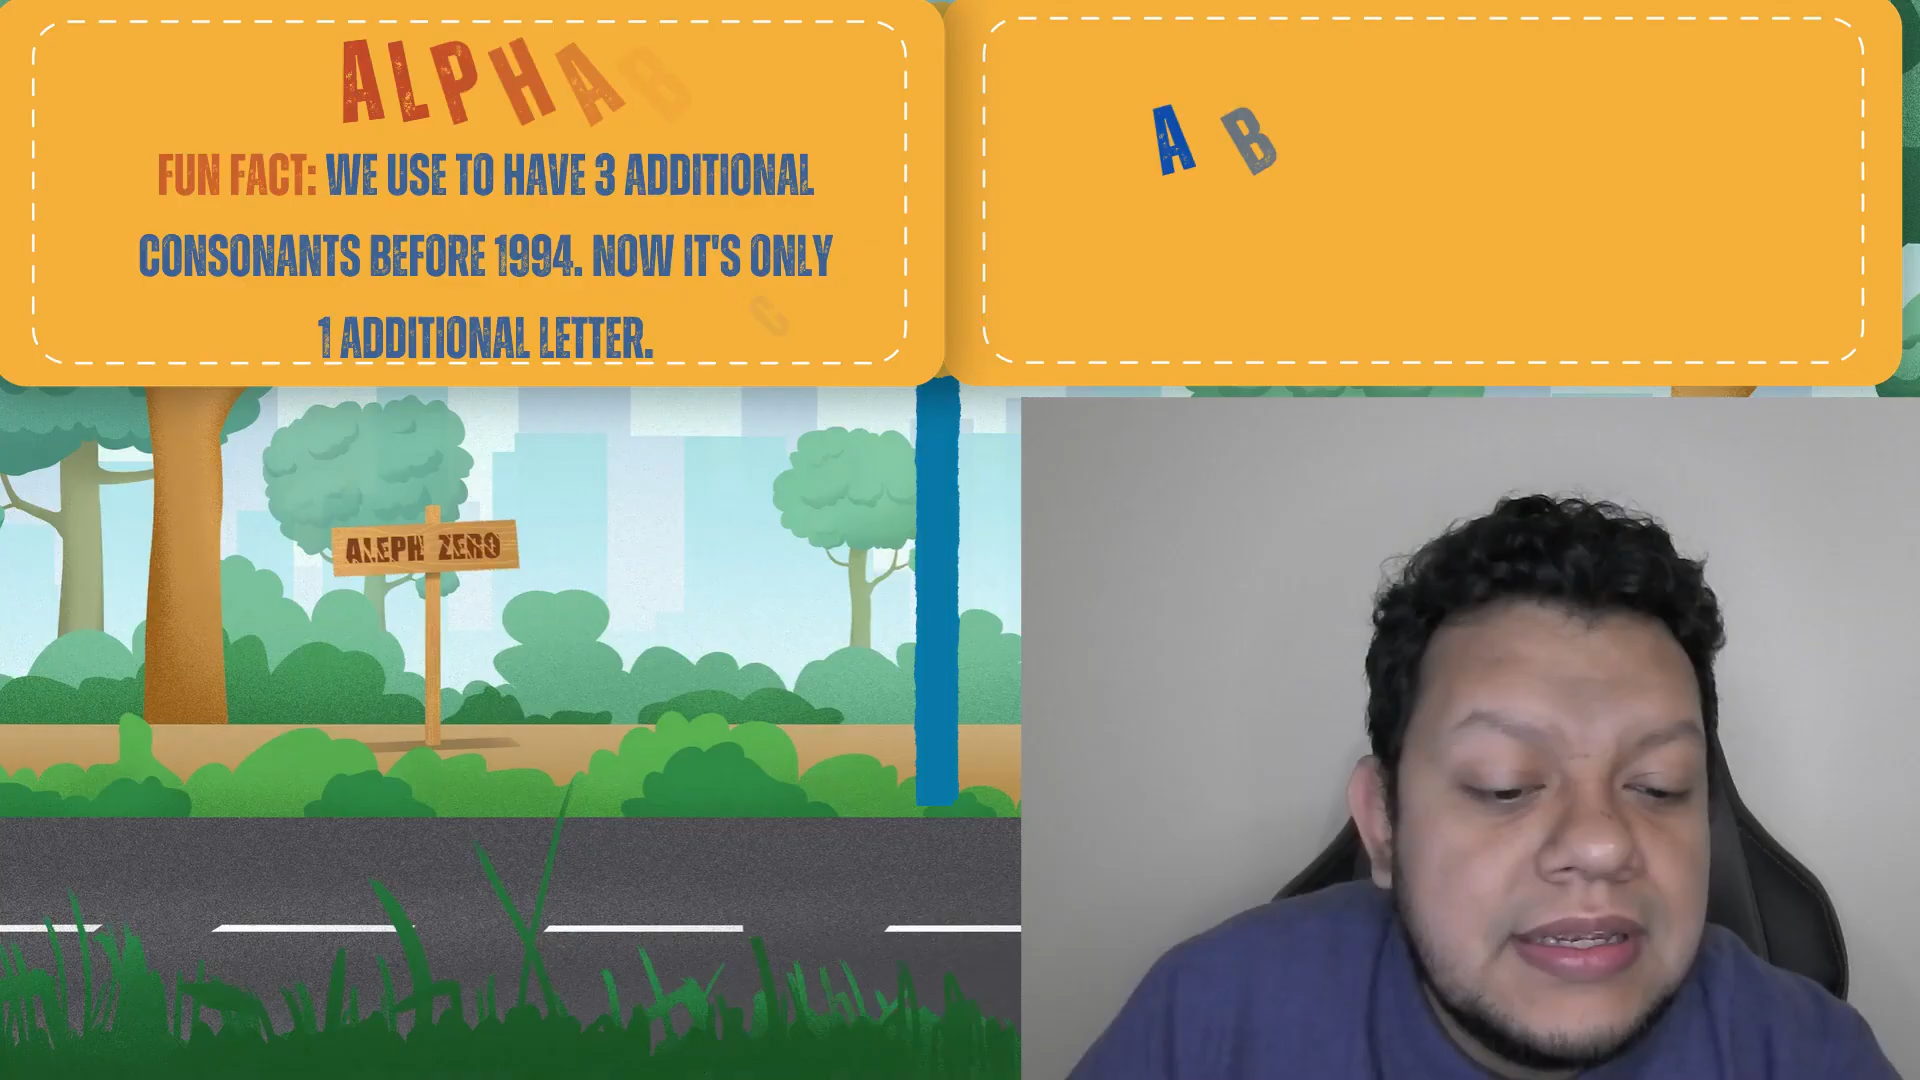 ALPHAB
FUN FACT: WE USE TO HAVE 3 ADDITIONAL
CONSONANTS BEFORE 1994. NOW IT'S ONLY
1 ADDITIONAL LETTER.
C
A B
ALEPH ZERO